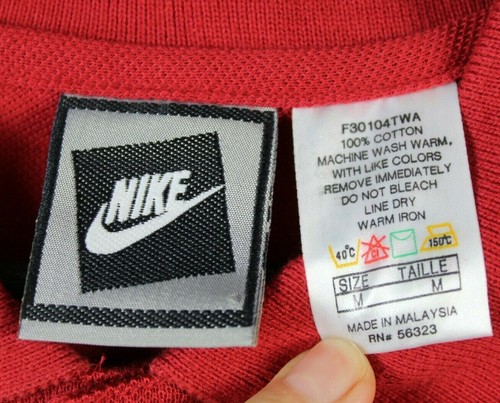 NIKE
F30104TWA
100% COTTON
MACHINE WASH WARM,
WITH LIKE COLORS
REMOVE IMMEDIATELY
DO NOT BLEACH
LINE DRY
WARM IRON
40°C 150°C
SIZE TAILLE
M M
MADE IN MALAYSIA
RN# 56323